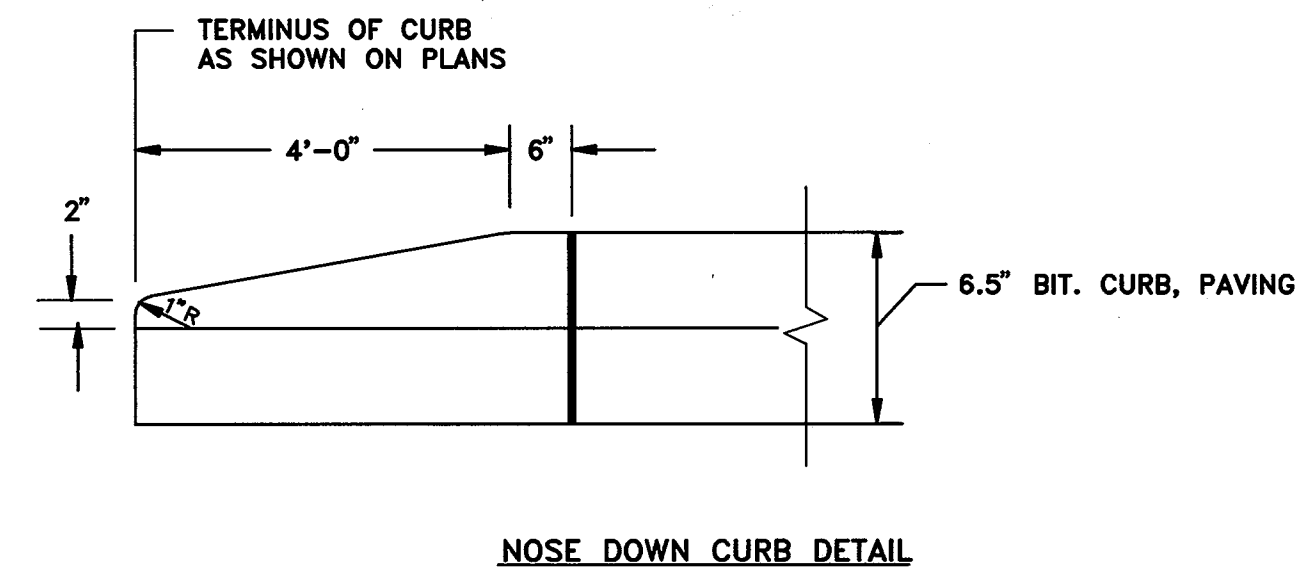 TERMINUS OF CURB
AS SHOWN ON PLANS
4'-0"
6"
2"
1"R
6.5" BIT. CURB, PAVING
NOSE DOWN CURB DETAIL